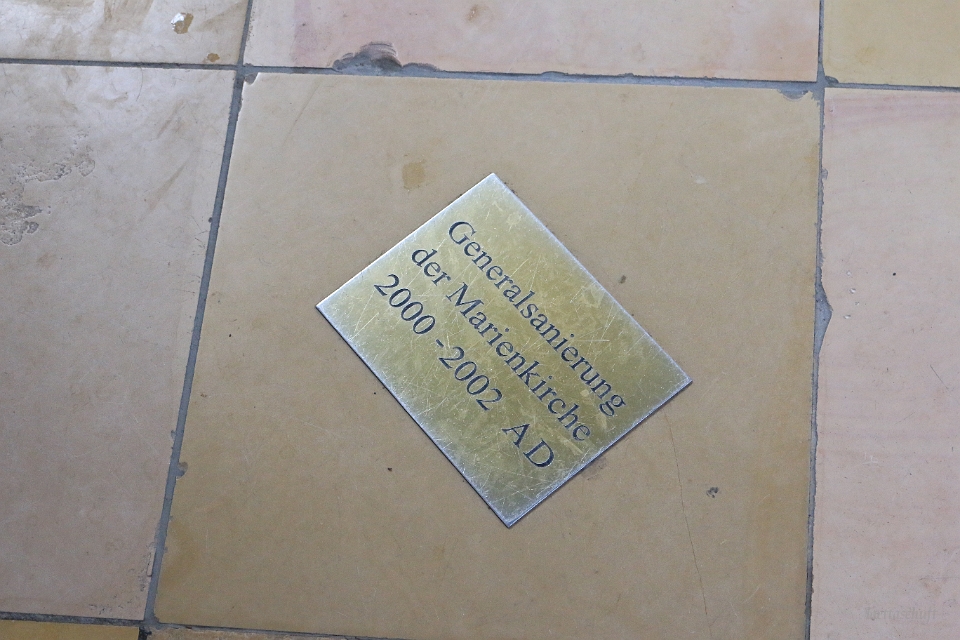 Generalsanierung
der Marienkirche
2000 -2002 AD